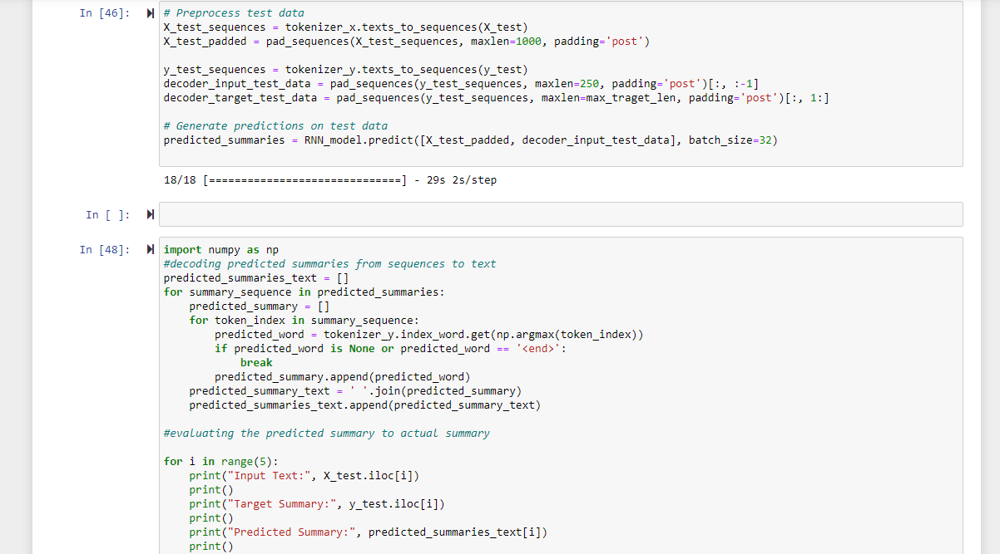 In [46]:
# Preprocess test data
X_test_sequences = tokenizer_x.texts_to_sequences(X_test)
X_test_padded = pad_sequences(X_test_sequences, maxlen=1000, padding='post')

y_test_sequences = tokenizer_y.texts_to_sequences(y_test)
decoder_input_test_data = pad_sequences(y_test_sequences, maxlen=250, padding='post')[:, :-1]
decoder_target_test_data = pad_sequences(y_test_sequences, maxlen=max_traget_len, padding='post')[:, 1:]

# Generate predictions on test data
predicted_summaries = RNN_model.predict([X_test_padded, decoder_input_test_data], batch_size=32)

18/18 [==============================] - 29s 2s/step

In [ ]:

In [48]:
import numpy as np
#decoding predicted summaries from sequences to text
predicted_summaries_text = []
for summary_sequence in predicted_summaries:
    predicted_summary = []
    for token_index in summary_sequence:
        predicted_word = tokenizer_y.index_word.get(np.argmax(token_index))
        if predicted_word is None or predicted_word == '<end>':
            break
        predicted_summary.append(predicted_word)
    predicted_summary_text = ' '.join(predicted_summary)
    predicted_summaries_text.append(predicted_summary_text)

#evaluating the predicted summary to actual summary

for i in range(5):
    print("Input Text:", X_test.iloc[i])
    print()
    print("Target Summary:", y_test.iloc[i])
    print()
    print("Predicted Summary:", predicted_summaries_text[i])
    print()